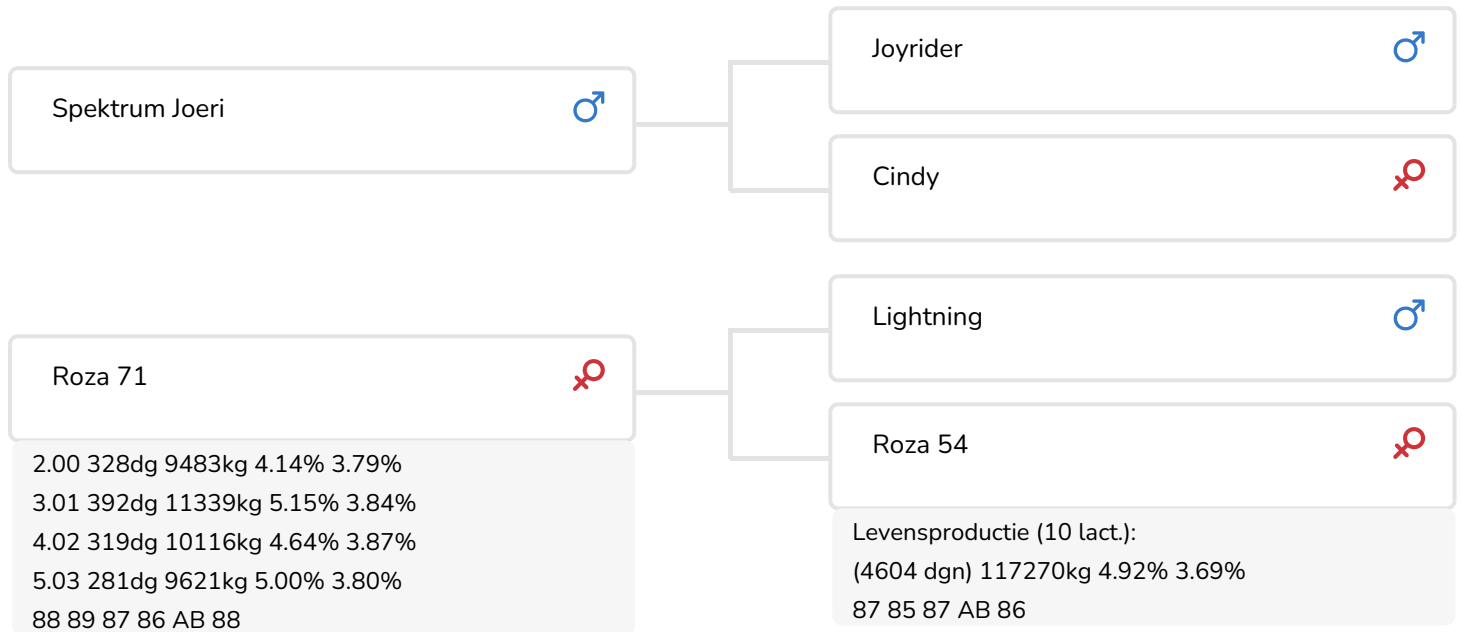 Joyrider
Spektrum Joeri
Cindy
Lightning
Roza 71
Roza 54
2.00 328dg 9483kg 4.14% 3.79%
3.01 392dg 11339kg 5.15% 3.84%
4.02 319dg 10116kg 4.64% 3.87%
5.03 281dg 9621kg 5.00% 3.80%
88 89 87 86 AB 88
Levensproductie (10 lact.):
(4604 dgn) 117270kg 4.92% 3.69%
87 85 87 AB 86